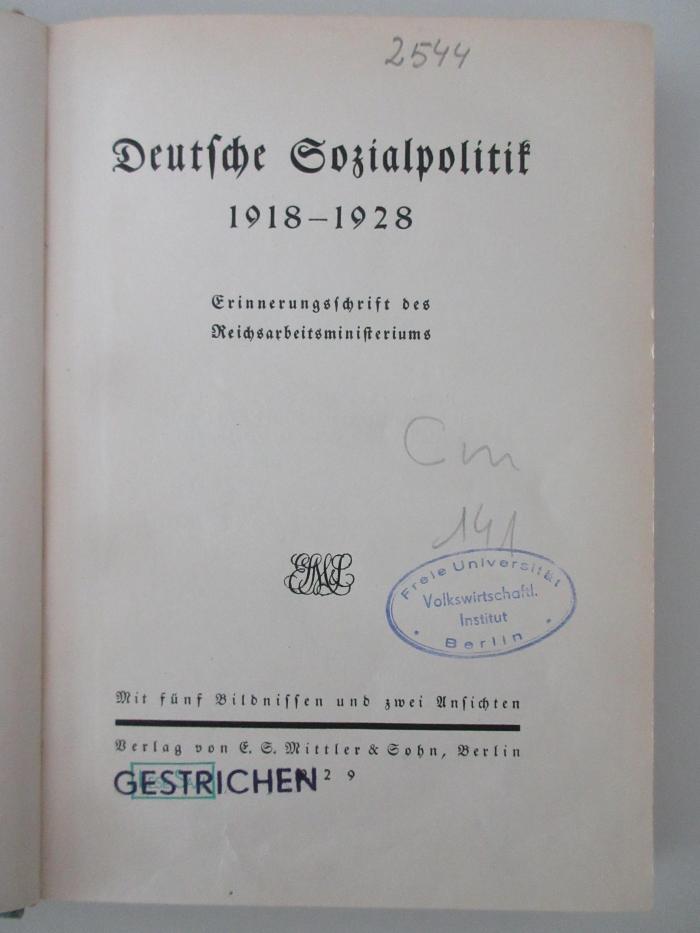 2544
Deutſche Sozialpolitik
1918–1928
Erinnerungsſchrift des
Reichsarbeitsminiſteriums
Cm
141
Freie Universität
Volkswirtschaftl.
Institut
Berlin
Mit fünf Bildniſſen und zwei Anſichten
Verlag von E. S. Mittler & Sohn, Berlin
GESTRICHEN 29